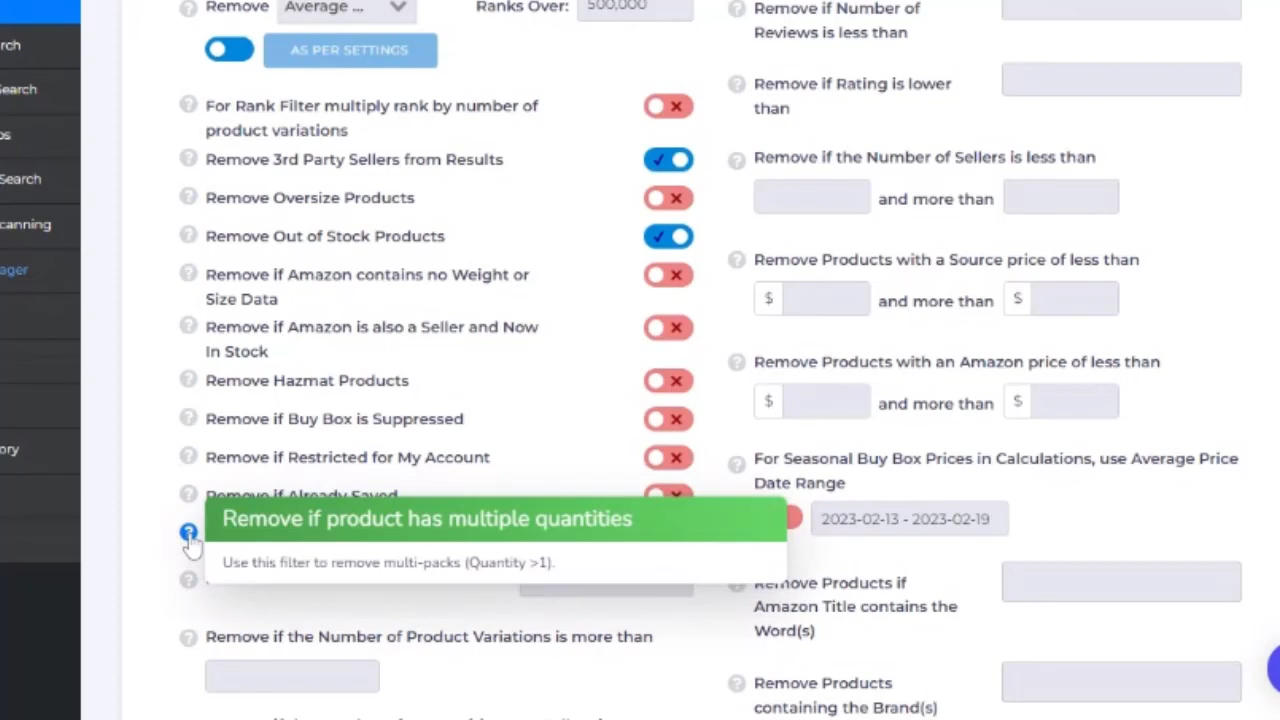 Remove
Average ...
Ranks Over:
500,000
AS PER SETTINGS
For Rank Filter multiply rank by number of
product variations
Remove 3rd Party Sellers from Results
Remove Oversize Products
Remove Out of Stock Products
Remove if Amazon contains no Weight or
Size Data
Remove if Amazon is also a Seller and Now
In Stock
Remove Hazmat Products
Remove if Buy Box is Suppressed
Remove if Restricted for My Account
Remove if Already Saved
Remove if product has multiple quantities
Use this filter to remove multi-packs (Quantity >1).
Remove if the Number of Product Variations is more than
Remove if Number of
Reviews is less than
Remove if Rating is lower
than
Remove if the Number of Sellers is less than
and more than
Remove Products with a Source price of less than
$ and more than $
Remove Products with an Amazon price of less than
$ and more than $
For Seasonal Buy Box Prices in Calculations, use Average Price
Date Range
2023-02-13 - 2023-02-19
Remove Products if
Amazon Title contains the
Word(s)
Remove Products
containing the Brand(s)
rch
Search
os
Search
canning
ager
ory